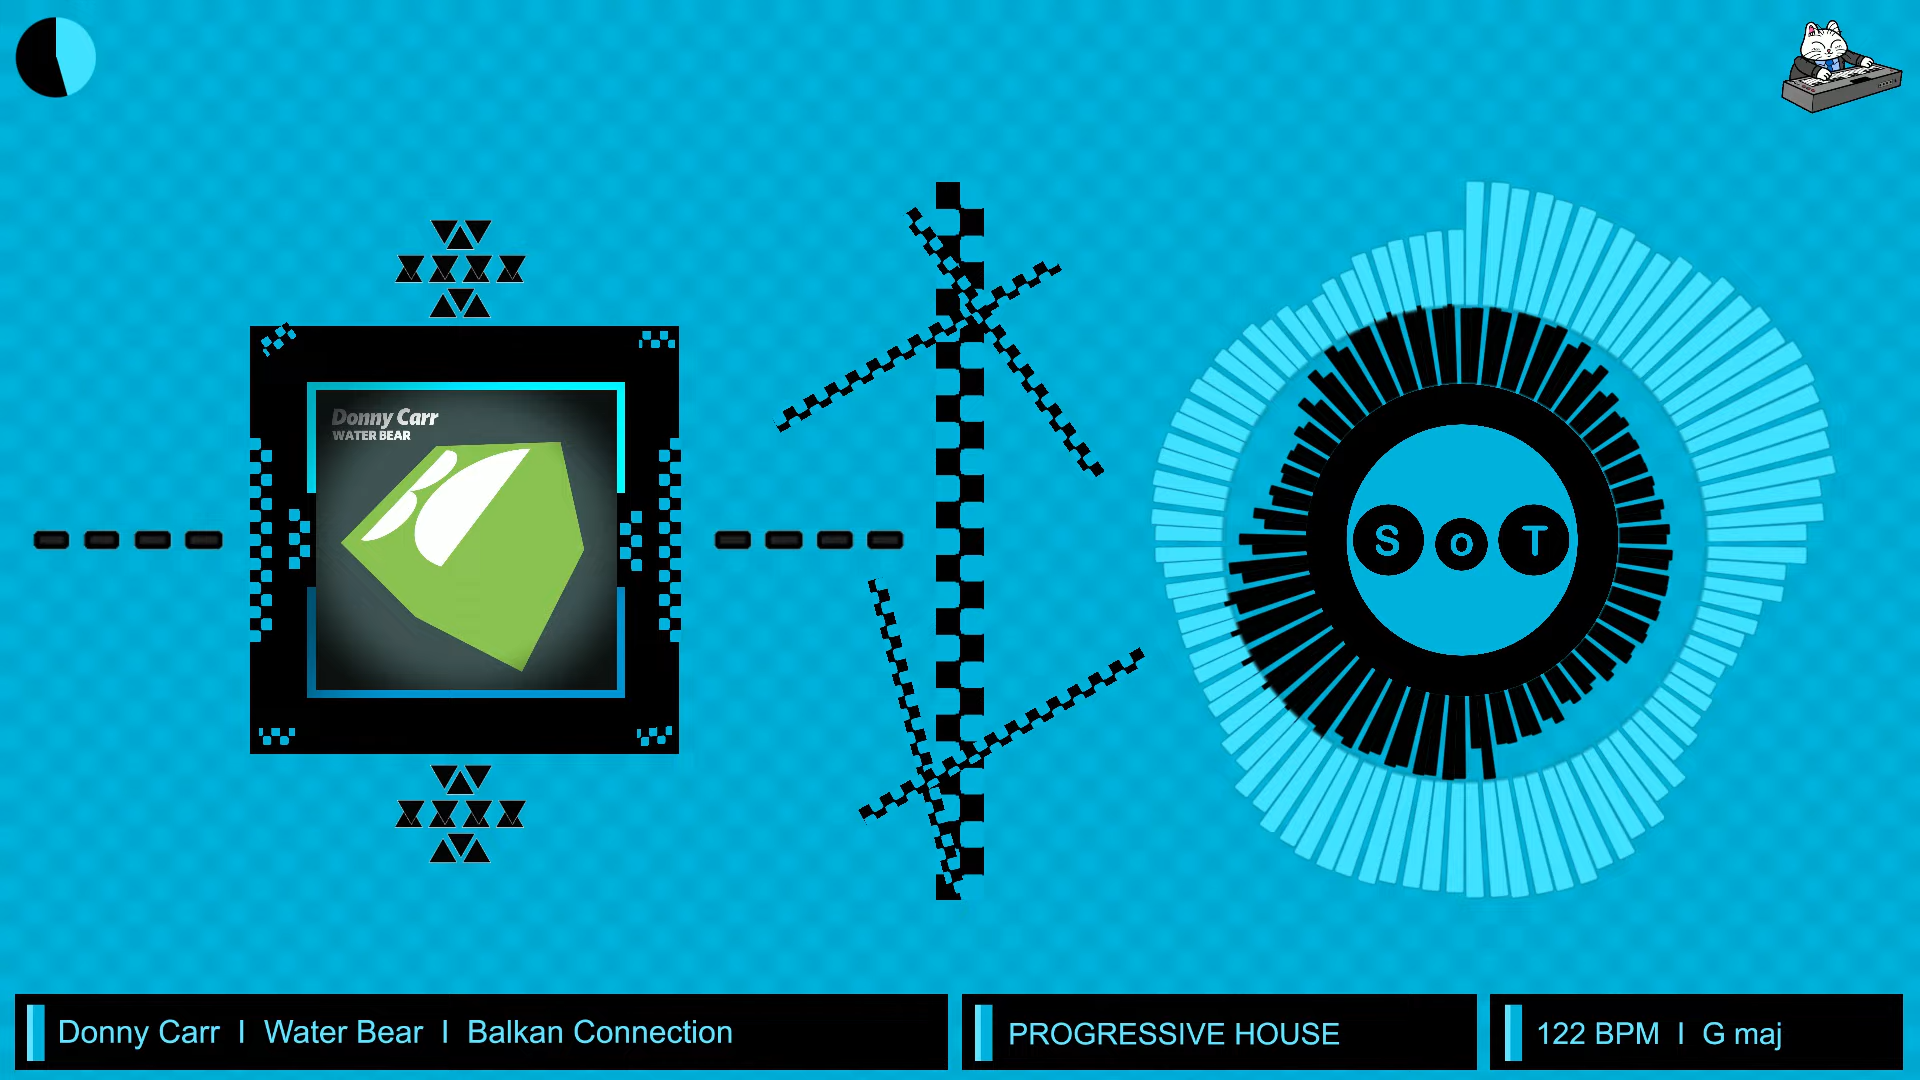 Donny Carr
WATER BEAR
S o T
Donny Carr I Water Bear I Balkan Connection
PROGRESSIVE HOUSE
122 BPM I G maj